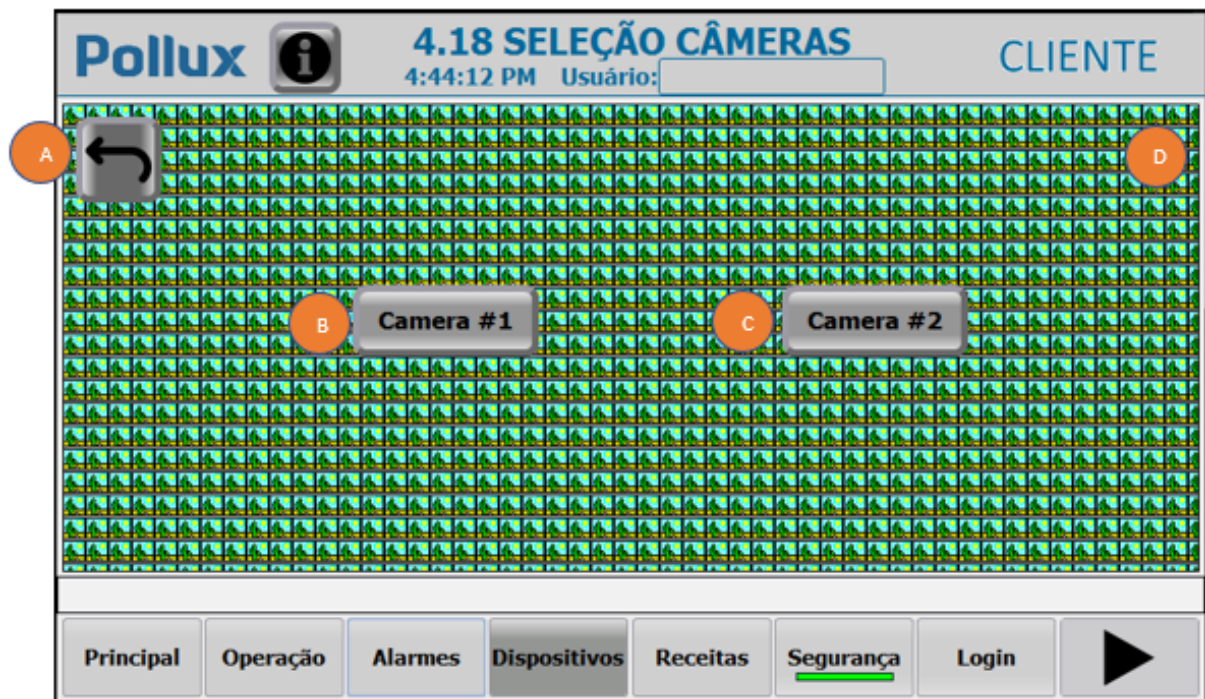 Pollux
4.18 SELEÇÃO CÂMERAS
4:44:12 PM Usuário:
CLIENTE
A
D
B
Camera #1
C
Camera #2
Principal
Operação
Alarmes
Dispositivos
Receitas
Segurança
Login